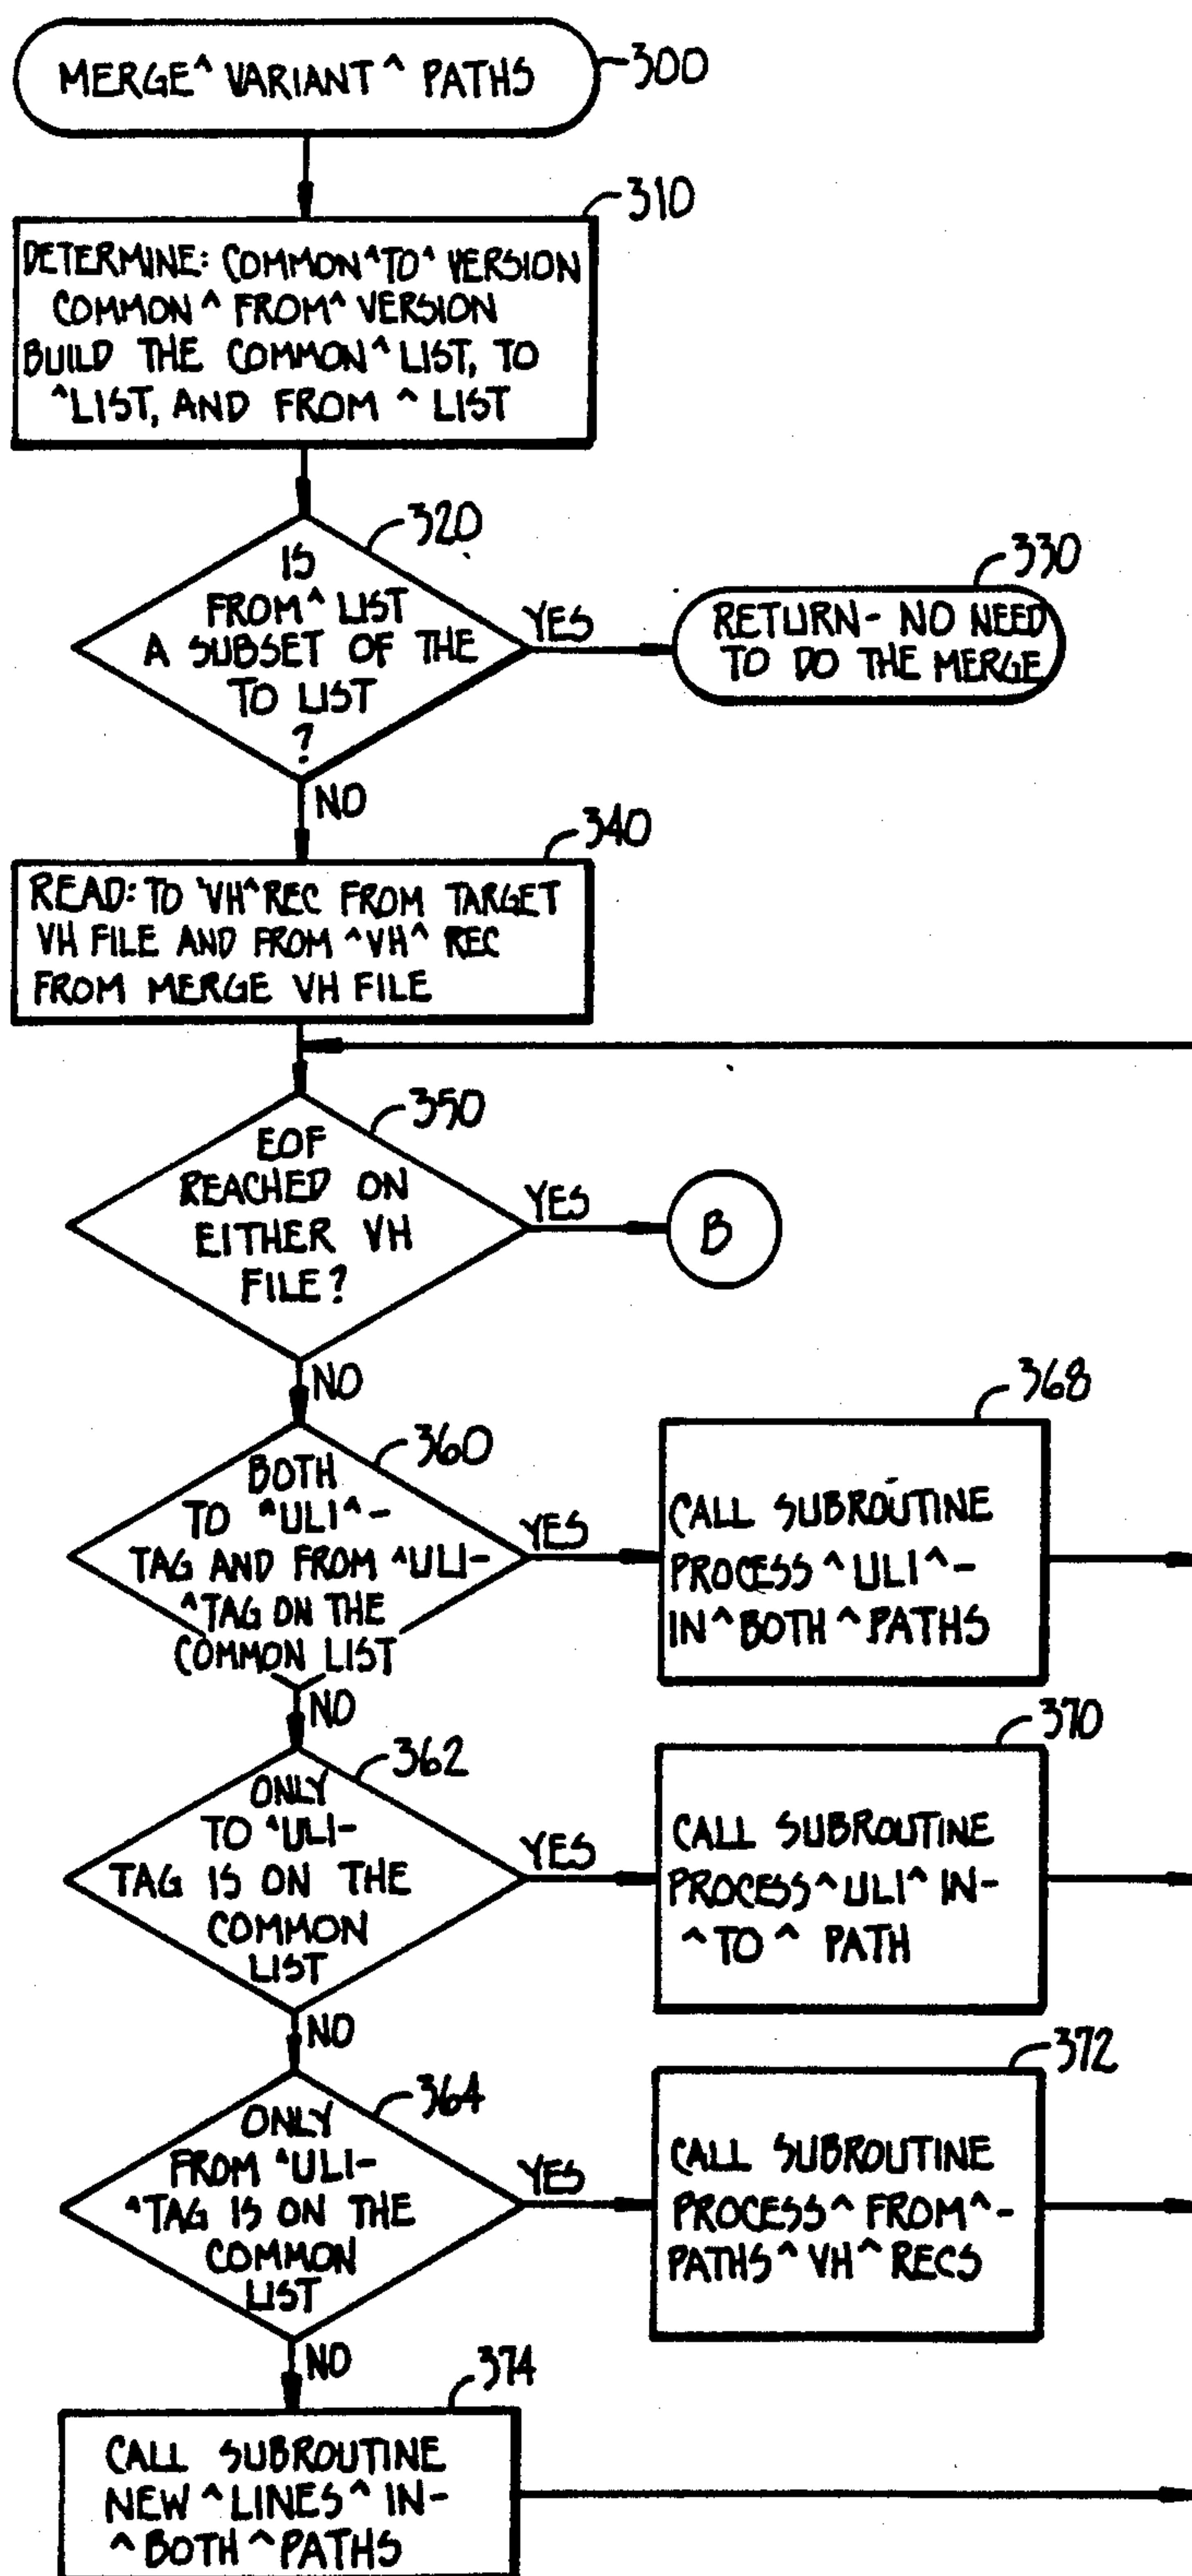 MERGE^ VARIANT ^ PATHS
300
310
DETERMINE: COMMON^TO^ VERSION
COMMON ^ FROM^ VERSION
BUILD THE COMMON^ LIST, TO
^LIST, AND FROM ^ LIST
320
IS
FROM^ LIST
A SUBSET OF THE
TO LIST
?
YES
330
RETURN- NO NEED
TO DO THE MERGE
NO
340
READ: TO 'VH^REC FROM TARGET
VH FILE AND FROM ^VH^ REC
FROM MERGE VH FILE
350
EOF
REACHED ON
EITHER VH
FILE?
YES
B
NO
360
BOTH
TO ^ULI^-
TAG AND FROM ^ULI-
^TAG ON THE
COMMON LIST
YES
368
CALL SUBROUTINE
PROCESS ^ULI^-
IN^BOTH^PATHS
NO
362
ONLY
TO ^ULI-
TAG IS ON THE
COMMON
LIST
YES
370
CALL SUBROUTINE
PROCESS^ULI^ IN-
^TO^ PATH
NO
364
ONLY
FROM ^ULI-
^TAG IS ON THE
COMMON
LIST
YES
372
CALL SUBROUTINE
PROCESS^ FROM^-
PATHS^VH^RECS
NO
374
CALL SUBROUTINE
NEW ^LINES^ IN-
^ BOTH ^PATHS